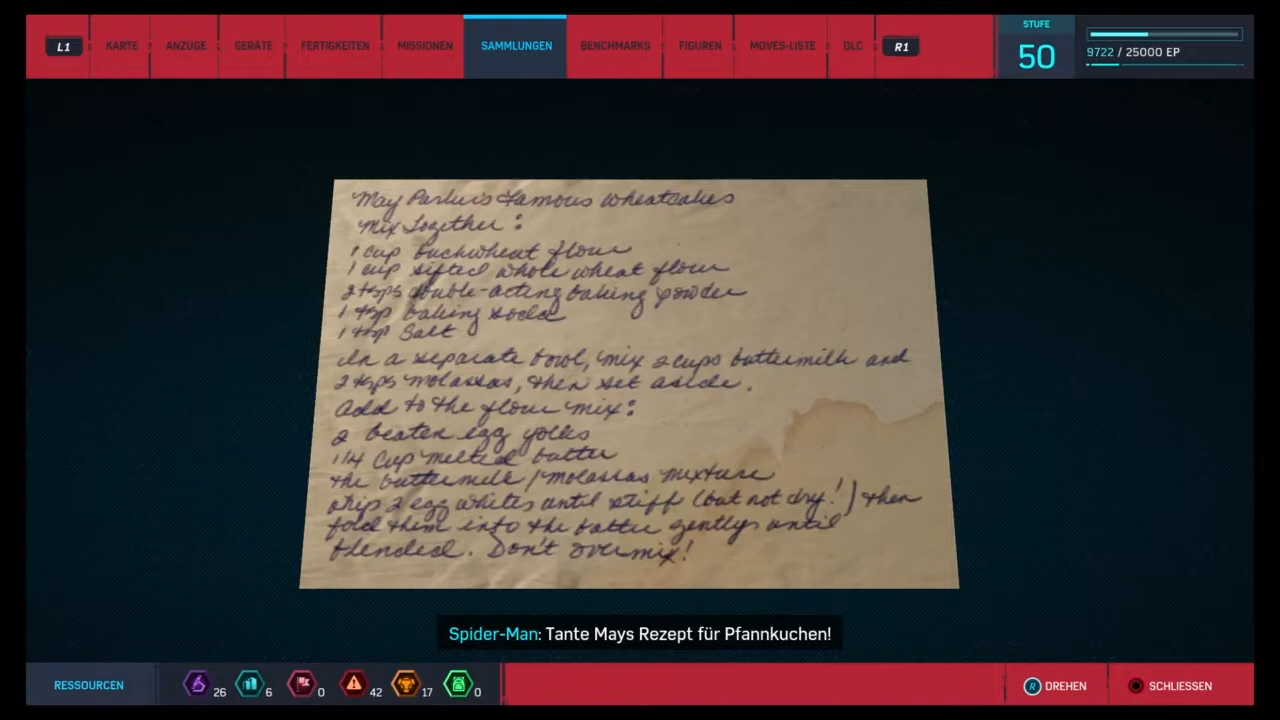 L1 KARTE ANZÜGE GERÄTE FERTIGKEITEN MISSIONEN SAMMLUNGEN BENCHMARKS FIGUREN MOVES-LISTE DLC R1
STUFE
50
9722 / 25000 EP
May Parker's Famous Wheatcakes
Mix Together:
1 cup buckwheat flour
1 cup sifted whole wheat flour
2 tsps double-acting baking powder
1 tsp baking soda
1 tsp Salt
In a separate bowl, mix 2 cups buttermilk and
2 tsps molassas, then set aside.
Add to the flour mix:
2 beaten egg yolks
1/4 Cup melted butter
the buttermilk / molassas mixture
whip 2 egg whites until stiff (but not dry!) then
fold them into the batter gently until
blended. Don't overmix!
Spider-Man: Tante Mays Rezept für Pfannkuchen!
RESSOURCEN 26 6 0 42 17 0 R DREHEN SCHLIESSEN